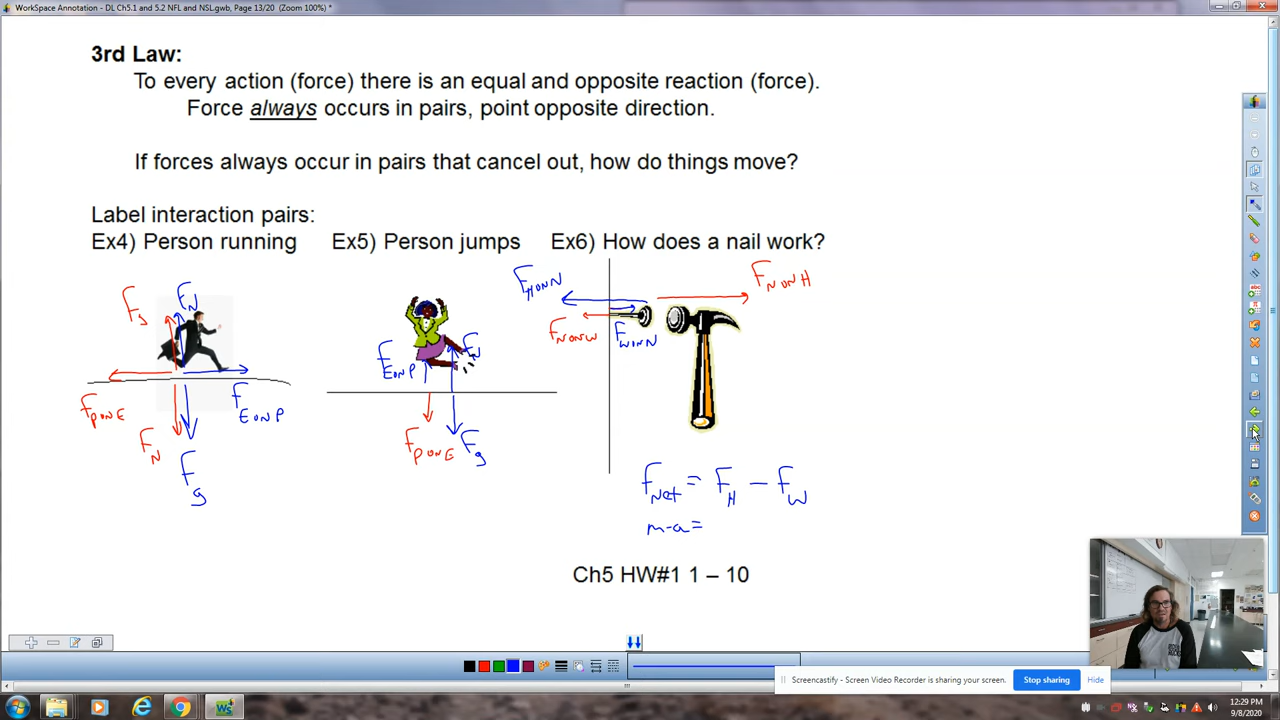 WorkSpace Annotation - DL Ch5.1 and 5.2 NFL and NSL.gwb, Page 13/20 (Zoom 100%) *
3rd Law:
To every action (force) there is an equal and opposite reaction (force).
Force always occurs in pairs, point opposite direction.
If forces always occur in pairs that cancel out, how do things move?
Label interaction pairs:
Ex4) Person running
Ex5) Person jumps
Ex6) How does a nail work?
Fg
FN
FPONE
FEONP
FN
Fg
FEONP
FN
FPONE
Fg
FHONN
FNONH
FNONW
FWONN
FNet = FH − FW
m-a =
Ch5 HW#1 1 – 10
Screencastify - Screen Video Recorder is sharing your screen.
Stop sharing
Hide
12:29 PM
9/8/2020